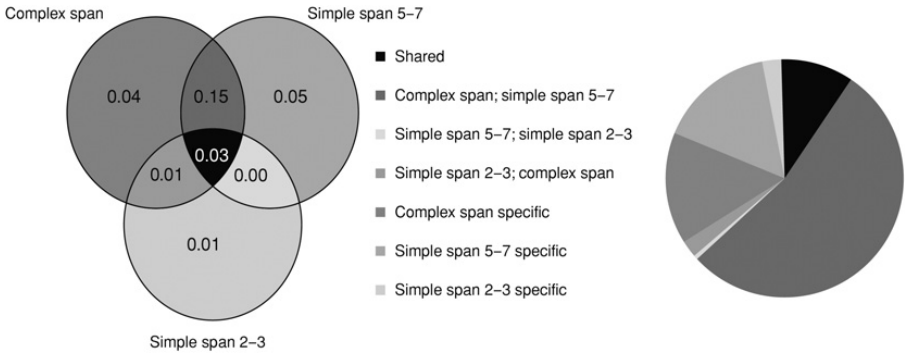 Complex span
Simple span 5–7
0.04
0.15
0.05
0.03
0.01
0.00
0.01
Simple span 2–3
Shared
Complex span; simple span 5–7
Simple span 5–7; simple span 2–3
Simple span 2–3; complex span
Complex span specific
Simple span 5–7 specific
Simple span 2–3 specific